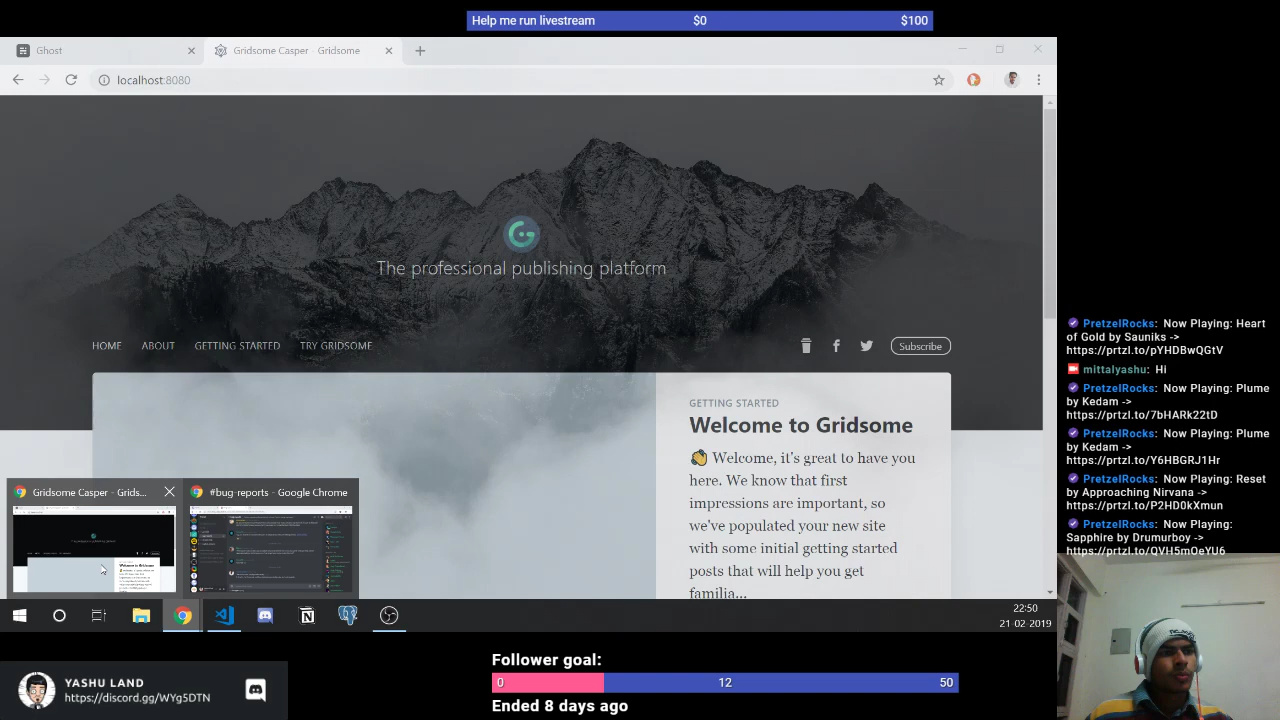 Help me run livestream $0 $100
Ghost
Gridsome Casper - Gridsome
localhost:8080
The professional publishing platform
HOME ABOUT GETTING STARTED TRY GRIDSOME
Subscribe
GETTING STARTED
Welcome to Gridsome
👋 Welcome, it's great to have you
here. We know that first
impressions are important, so
we've populated your new site
with some initial getting started
posts that will help you get
familia...
Gridsome Casper - Grids...
#bug-reports - Google Chrome
22:50
21-02-2019
PretzelRocks: Now Playing: Heart
of Gold by Sauniks ->
https://prtzl.to/pYHDBwQGtV
mittalyashu: Hi
PretzelRocks: Now Playing: Plume
by Kedam ->
https://prtzl.to/7bHARk22tD
PretzelRocks: Now Playing: Plume
by Kedam ->
https://prtzl.to/Y6HBGRJ1Hr
PretzelRocks: Now Playing: Reset
by Approaching Nirvana ->
https://prtzl.to/P2HD0kXmun
PretzelRocks: Now Playing:
Sapphire by Drumurboy ->
https://prtzl.to/QVH5mOeYU6
YASHU LAND
https://discord.gg/WYg5DTN
Follower goal:
0 12 50
Ended 8 days ago